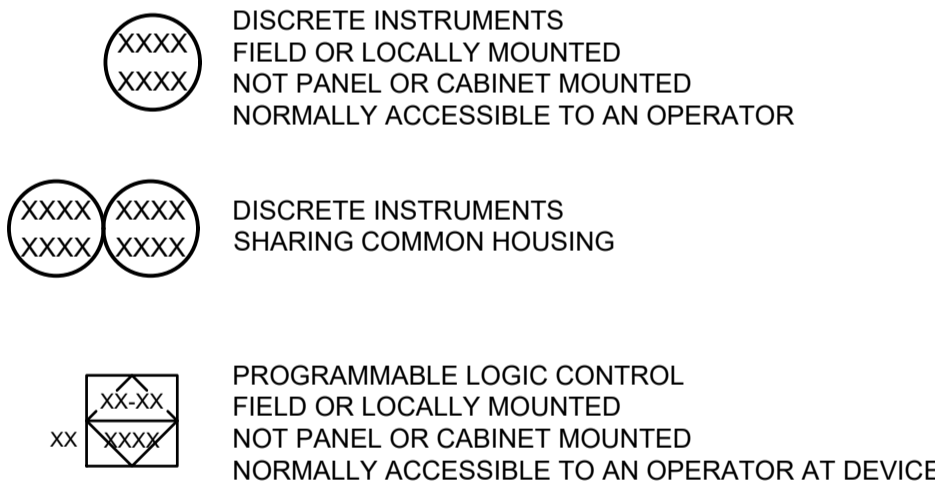 XXXX
XXXX
DISCRETE INSTRUMENTS
FIELD OR LOCALLY MOUNTED
NOT PANEL OR CABINET MOUNTED
NORMALLY ACCESSIBLE TO AN OPERATOR
XXXX XXXX
XXXX XXXX
DISCRETE INSTRUMENTS
SHARING COMMON HOUSING
XX-XX
XX XXXX
PROGRAMMABLE LOGIC CONTROL
FIELD OR LOCALLY MOUNTED
NOT PANEL OR CABINET MOUNTED
NORMALLY ACCESSIBLE TO AN OPERATOR AT DEVICE